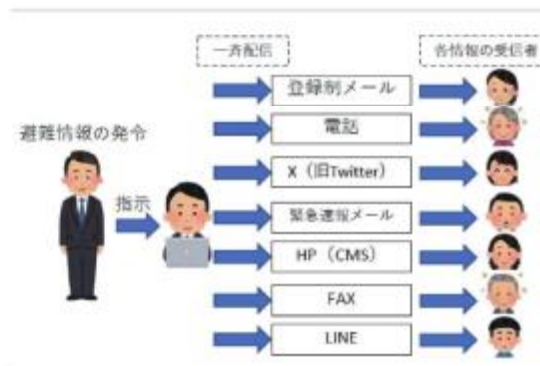 一斉配信
各情報の受信者
避難情報の発令
指示
登録制メール
電話
X（旧Twitter）
緊急速報メール
HP（CMS）
FAX
LINE